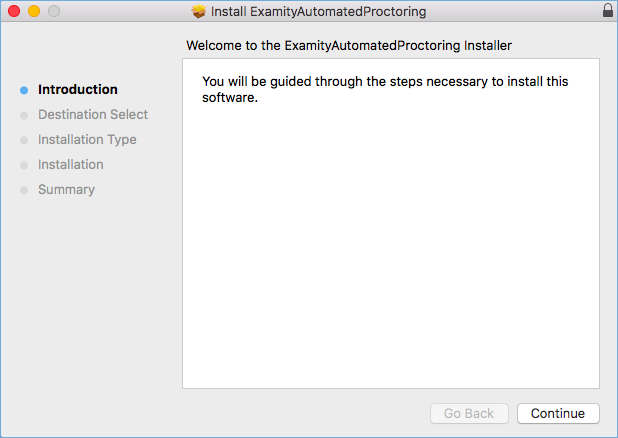 Install ExamityAutomatedProctoring
Welcome to the ExamityAutomatedProctoring Installer
Introduction
Destination Select
Installation Type
Installation
Summary
You will be guided through the steps necessary to install this
software.
Go Back
Continue